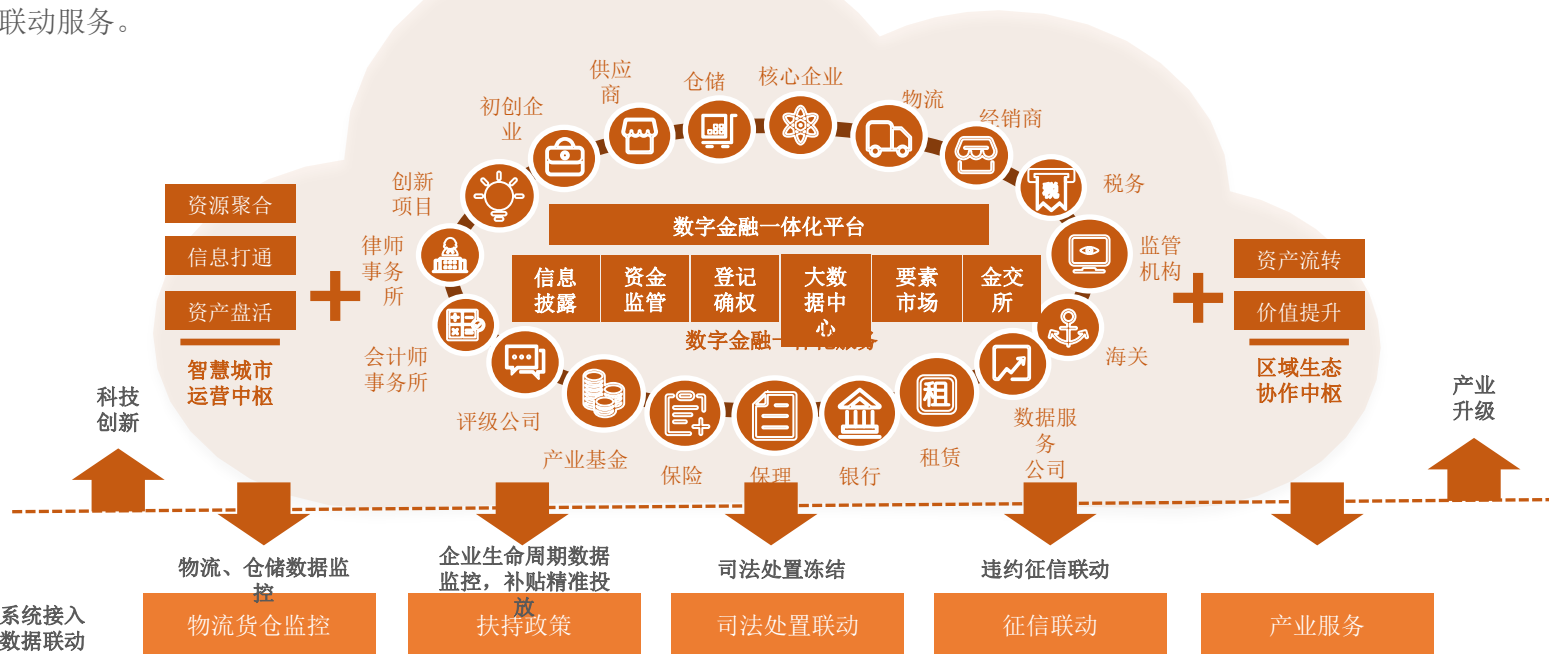 联动服务。
供应
商
仓储
核心企业
物流
经销商
初创企
业
创新
项目
律师
事务
所
会计师
事务所
税
税务
监管
机构
海关
资源聚合
信息打通
资产盘活
智慧城市
运营中枢
数字金融一体化平台
信息
披露
资金
监管
登记
确权
大数
据中
心
要素
市场
金交
所
数字金融一体化服务
资产流转
价值提升
区域生态
协作中枢
科技
创新
产业
升级
评级公司
产业基金
保险
保理
银行
租
租赁
数据服
务
公司
物流、仓储数据监
控
企业生命周期数据
监控，补贴精准投
放
司法处置冻结
违约征信联动
系统接入
数据联动
物流货仓监控
扶持政策
司法处置联动
征信联动
产业服务